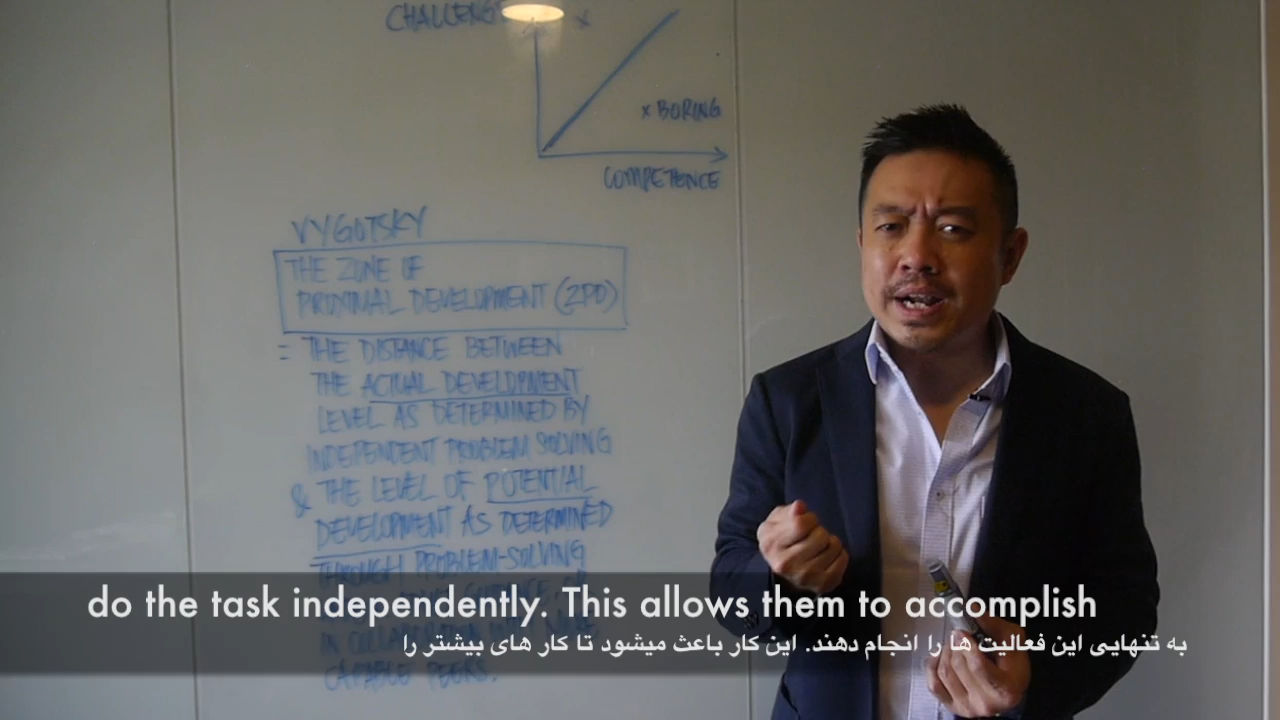 CHALLENGE
x
x BORING
COMPETENCE
VYGOTSKY
THE ZONE OF
PROXIMAL DEVELOPMENT (ZPD)
= THE DISTANCE BETWEEN
THE ACTUAL DEVELOPMENT
LEVEL AS DETERMINED BY
INDEPENDENT PROBLEM SOLVING
& THE LEVEL OF POTENTIAL
DEVELOPMENT AS DETERMINED
THROUGH PROBLEM-SOLVING
IN COLLABORATION
CAPABLE PEERS.
do the task independently. This allows them to accomplish
به تنهایی این فعالیت ها را انجام دهند. این کار باعث میشود تا کار های بیشتر را